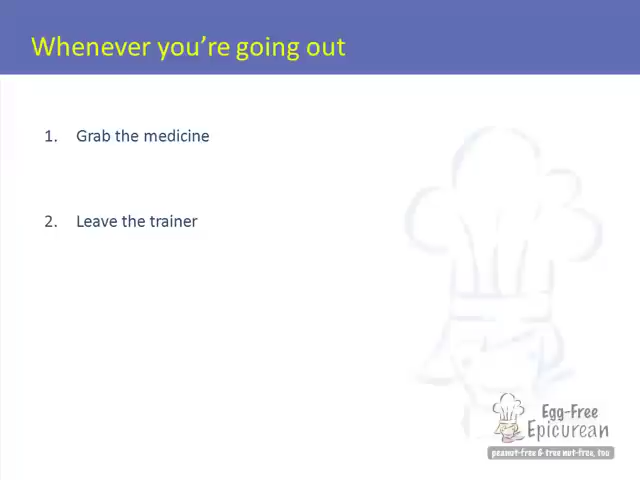 Whenever you're going out
1. Grab the medicine
2. Leave the trainer
Egg-Free
Epicurean
peanut-free & tree nut-free, too